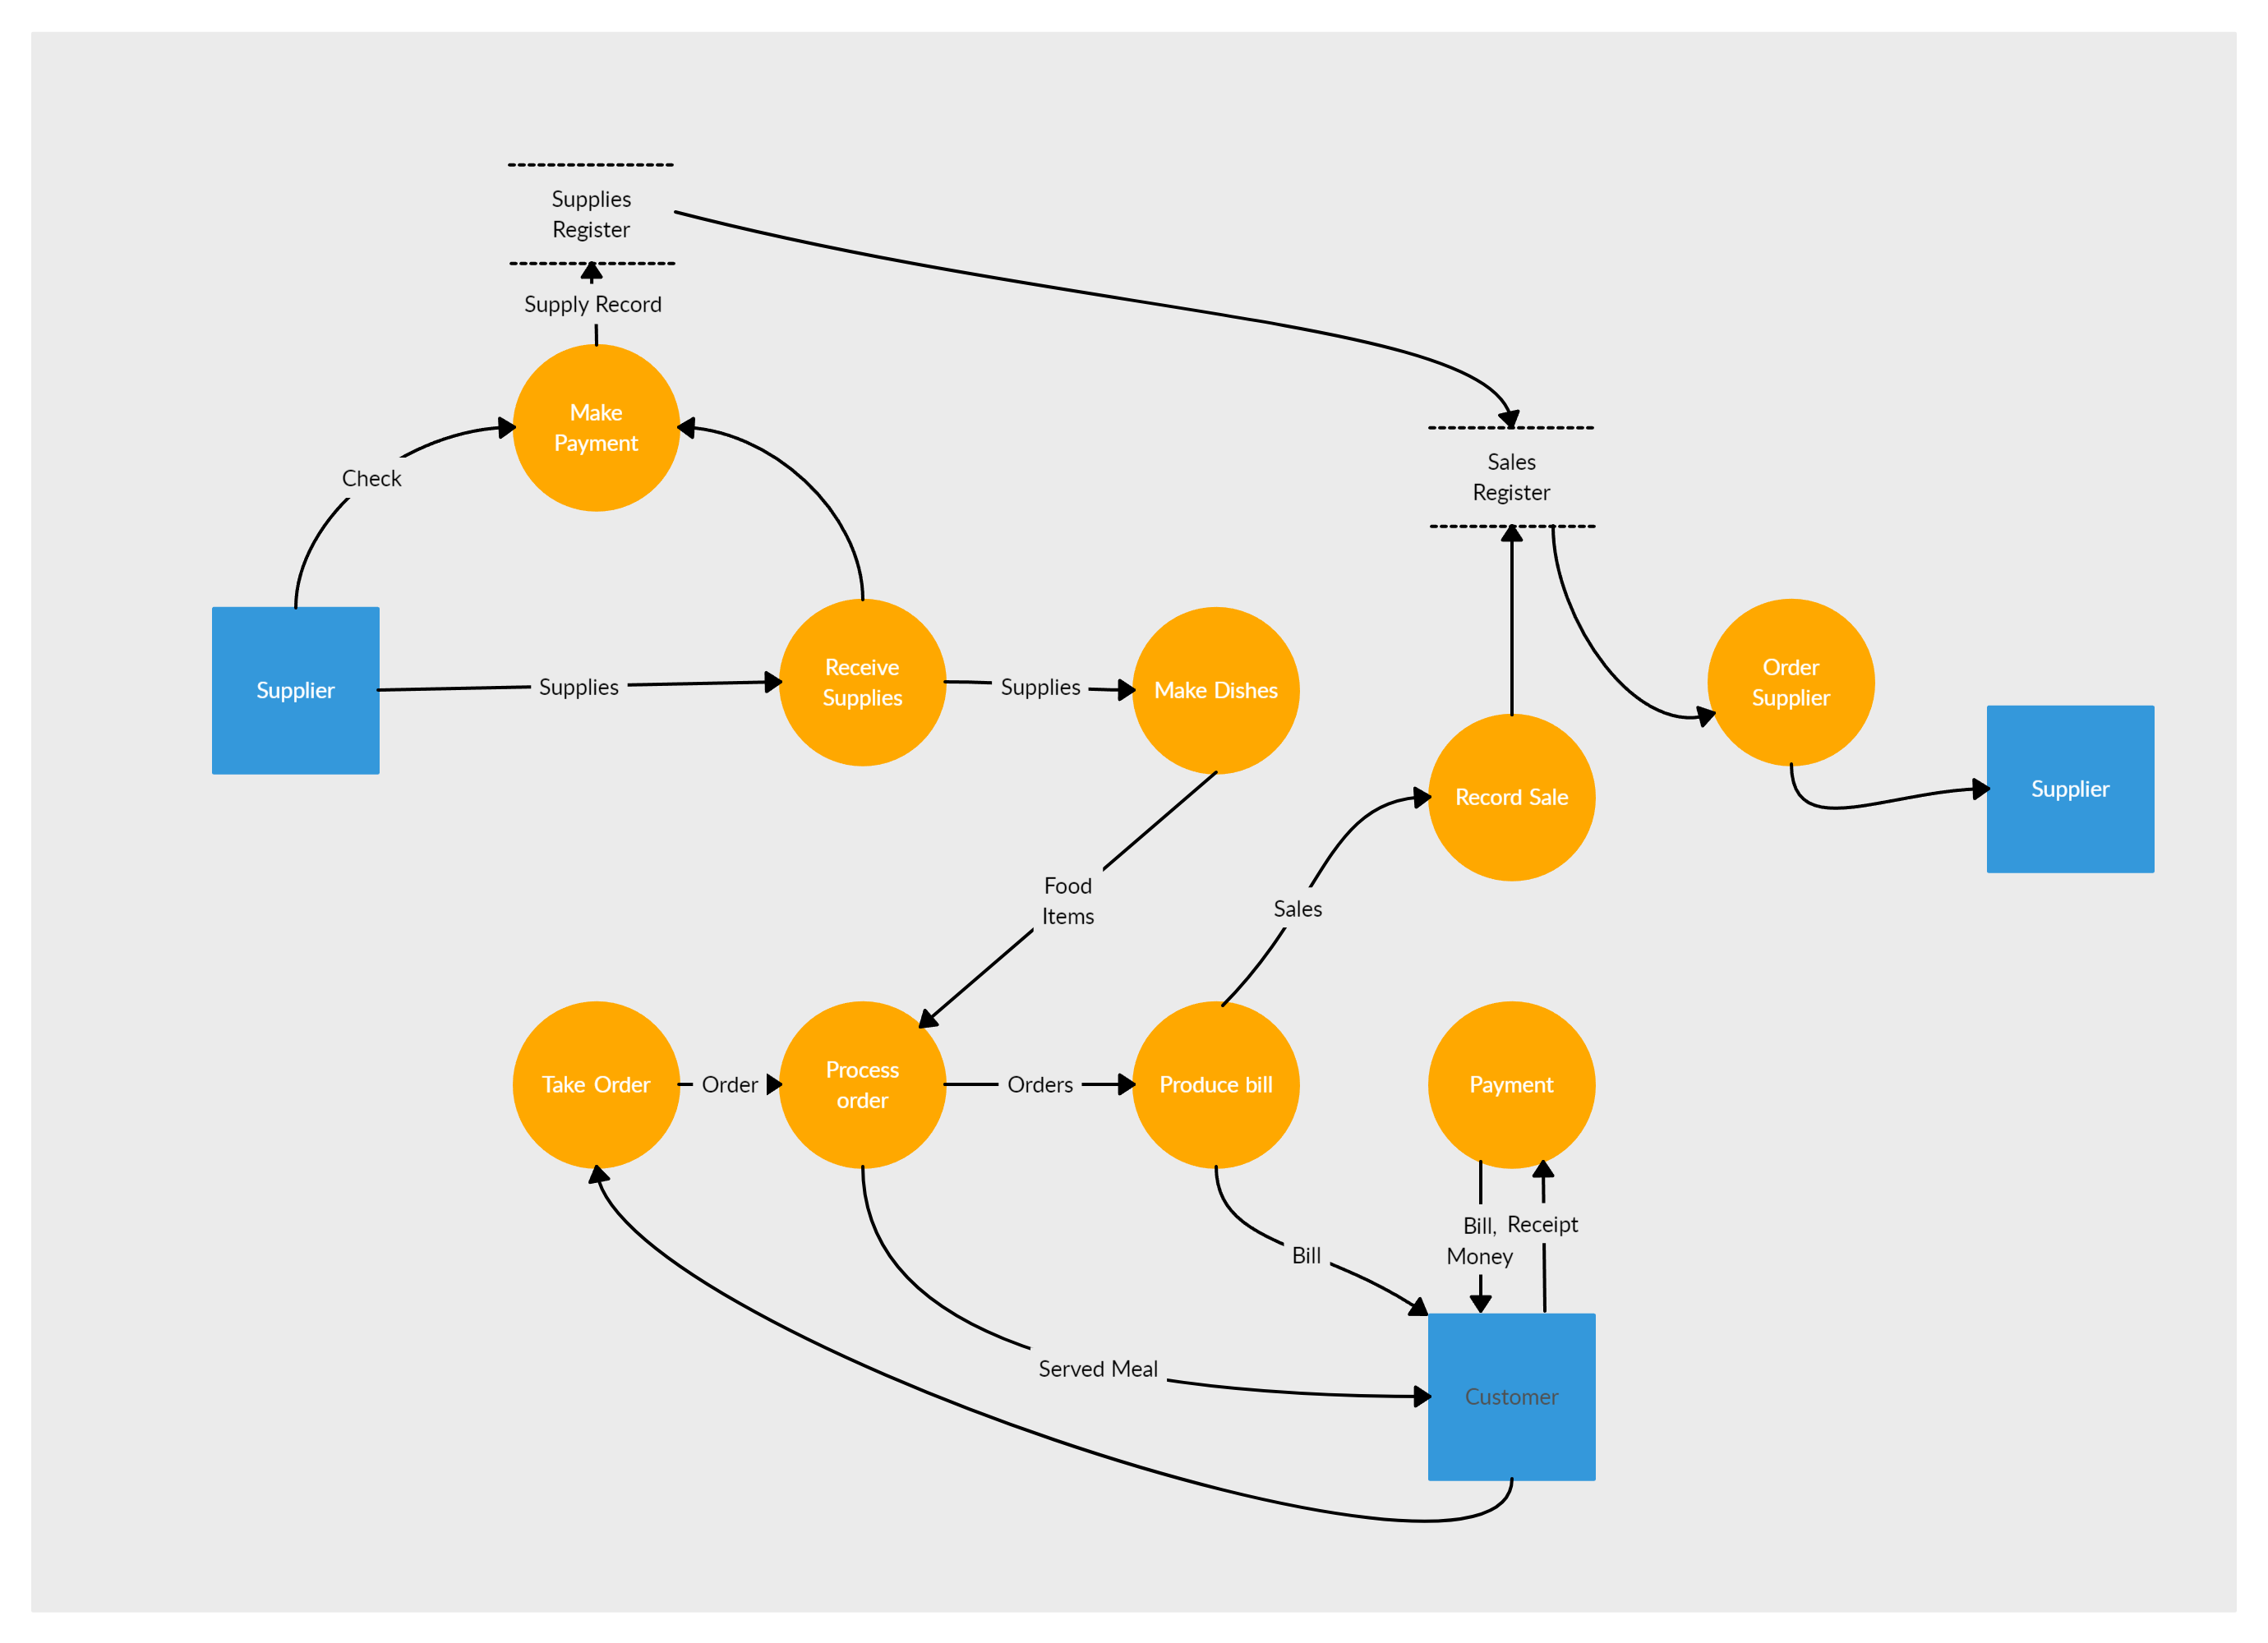 Supplies
Register
Supply Record
Make
Payment
Check
Sales
Register
Supplier
Supplies
Receive
Supplies
Supplies
Make Dishes
Order
Supplier
Record Sale
Supplier
Food
Items
Sales
Take Order
Order
Process
order
Orders
Produce bill
Payment
Bill,
Money
Receipt
Bill
Served Meal
Customer